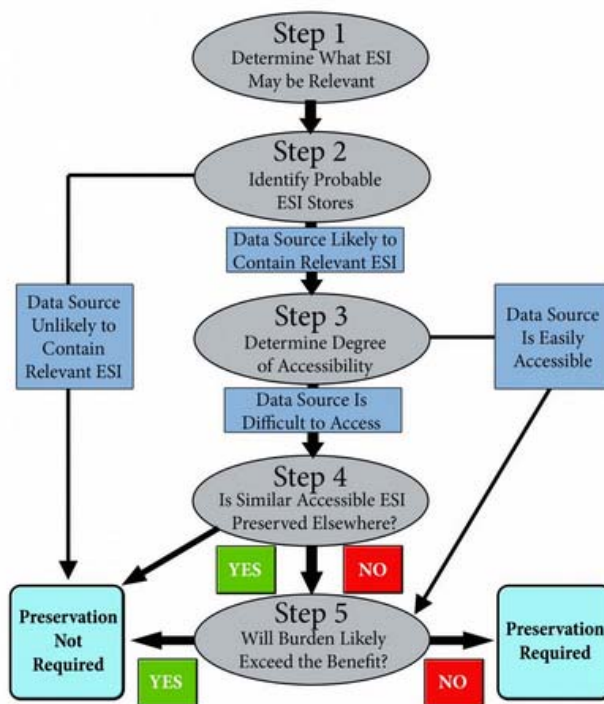 Step 1
Determine What ESI
May be Relevant
Step 2
Identify Probable
ESI Stores
Data Source Likely to
Contain Relevant ESI
Data Source
Unlikely to
Contain
Relevant ESI
Step 3
Determine Degree
of Accessibility
Data Source
Is Easily
Accessible
Data Source Is
Difficult to Access
Step 4
Is Similar Accessible ESI
Preserved Elsewhere?
YES
NO
Preservation
Not
Required
Step 5
Will Burden Likely
Exceed the Benefit?
Preservation
Required
YES
NO